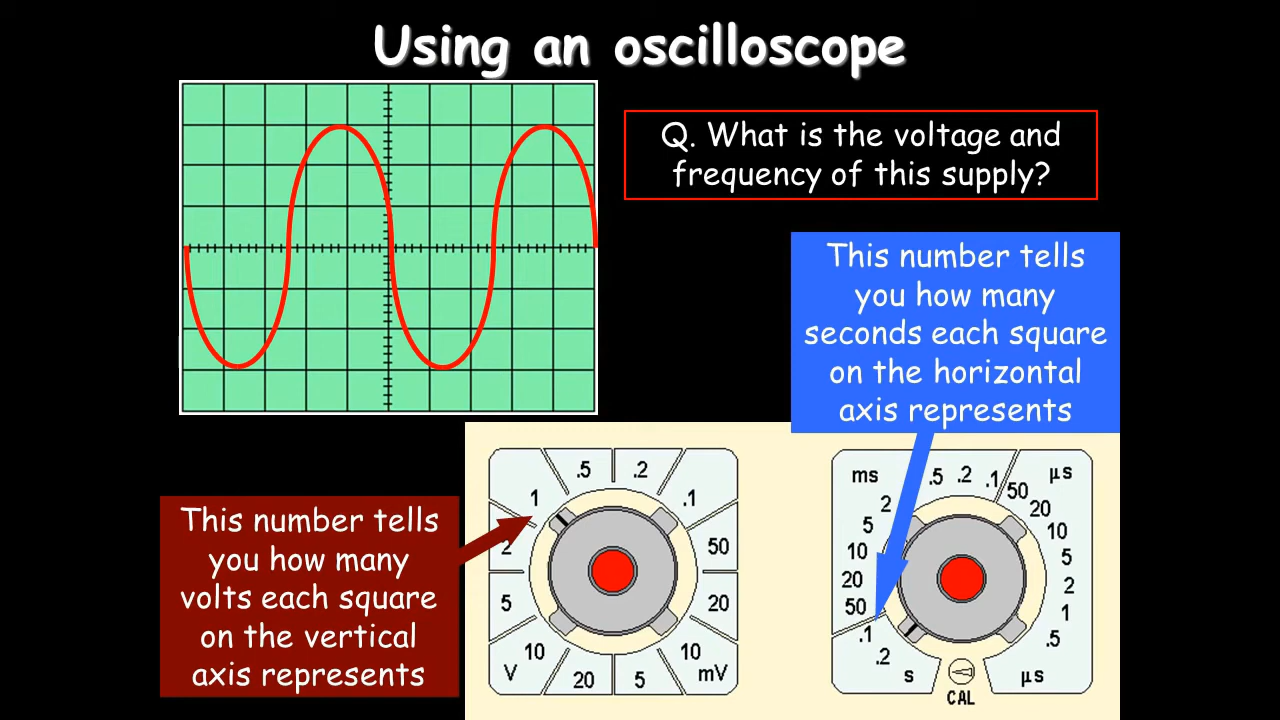 Using an oscilloscope
Q. What is the voltage and
frequency of this supply?
This number tells
you how many
seconds each square
on the horizontal
axis represents
This number tells
you how many
volts each square
on the vertical
axis represents
.5 .2
1 .1
2 50
5 20
10 10
V 20 5 mV
ms .5 .2 .1 50 µs
2 20
5 10
10 5
20 2
50 1
.1 .5
.2
s µs
CAL